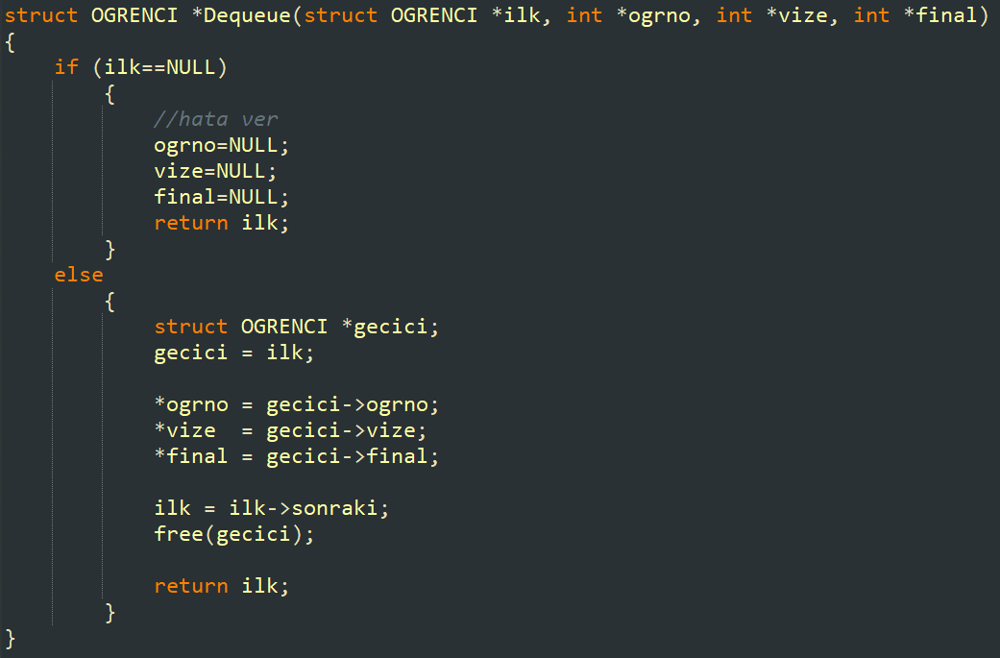 struct OGRENCI *Dequeue(struct OGRENCI *ilk, int *ogrno, int *vize, int *final)
{
    if (ilk==NULL)
        {
            //hata ver
            ogrno=NULL;
            vize=NULL;
            final=NULL;
            return ilk;
        }
    else
        {
            struct OGRENCI *gecici;
            gecici = ilk;

            *ogrno = gecici->ogrno;
            *vize  = gecici->vize;
            *final = gecici->final;

            ilk = ilk->sonraki;
            free(gecici);

            return ilk;
        }
}